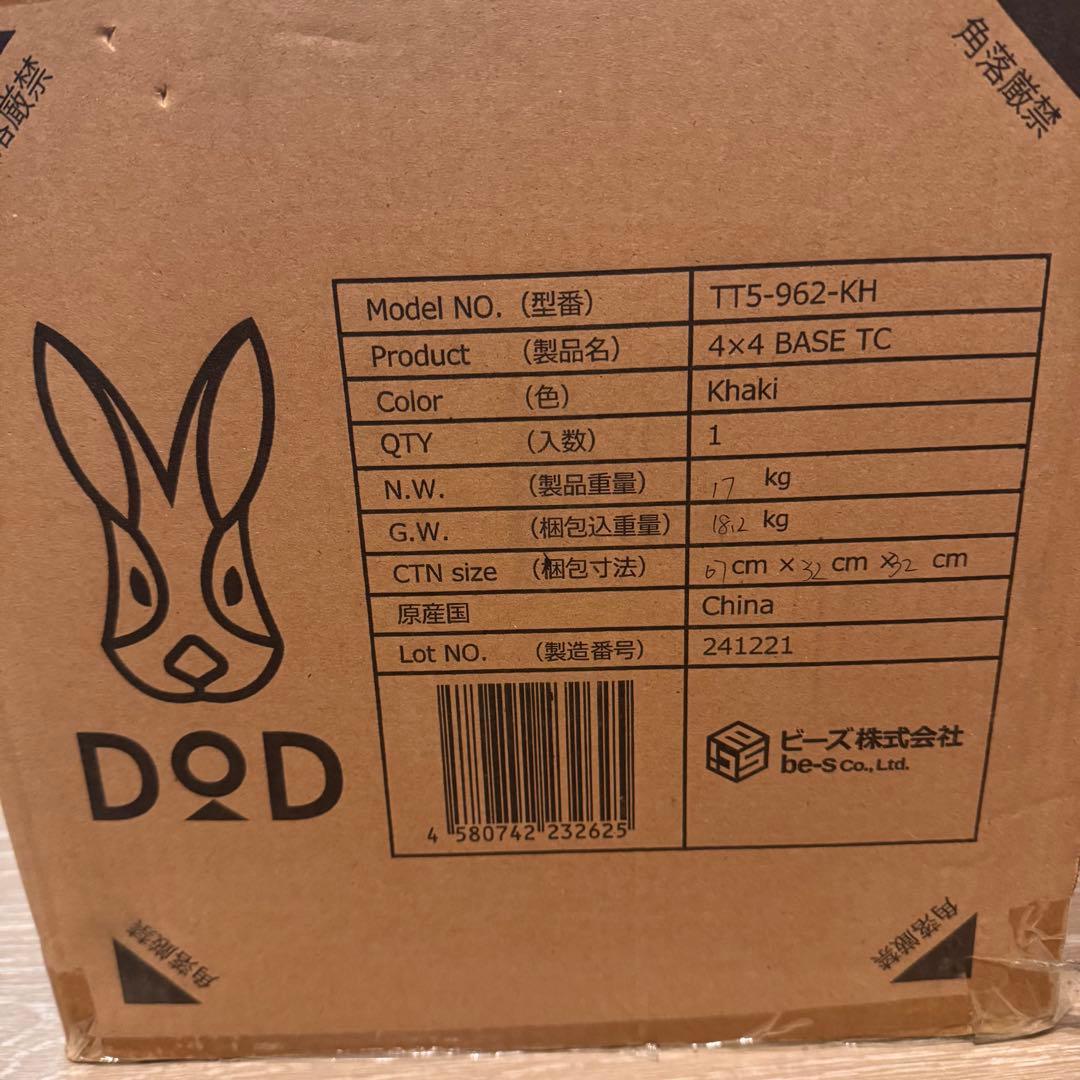 角落厳禁
落厳禁
Model NO. (型番) TT5-962-KH
Product (製品名) 4×4 BASE TC
Color (色) Khaki
QTY (入数) 1
N.W. (製品重量) 17 kg
G.W. (梱包込重量) 18.2 kg
CTN size (梱包寸法) 67 cm × 32 cm × 32 cm
原産国 China
Lot NO. (製造番号) 241221
4 580742 232625
ビーズ株式会社
be-s Co., Ltd.
DOD
角落厳禁
角落厳禁